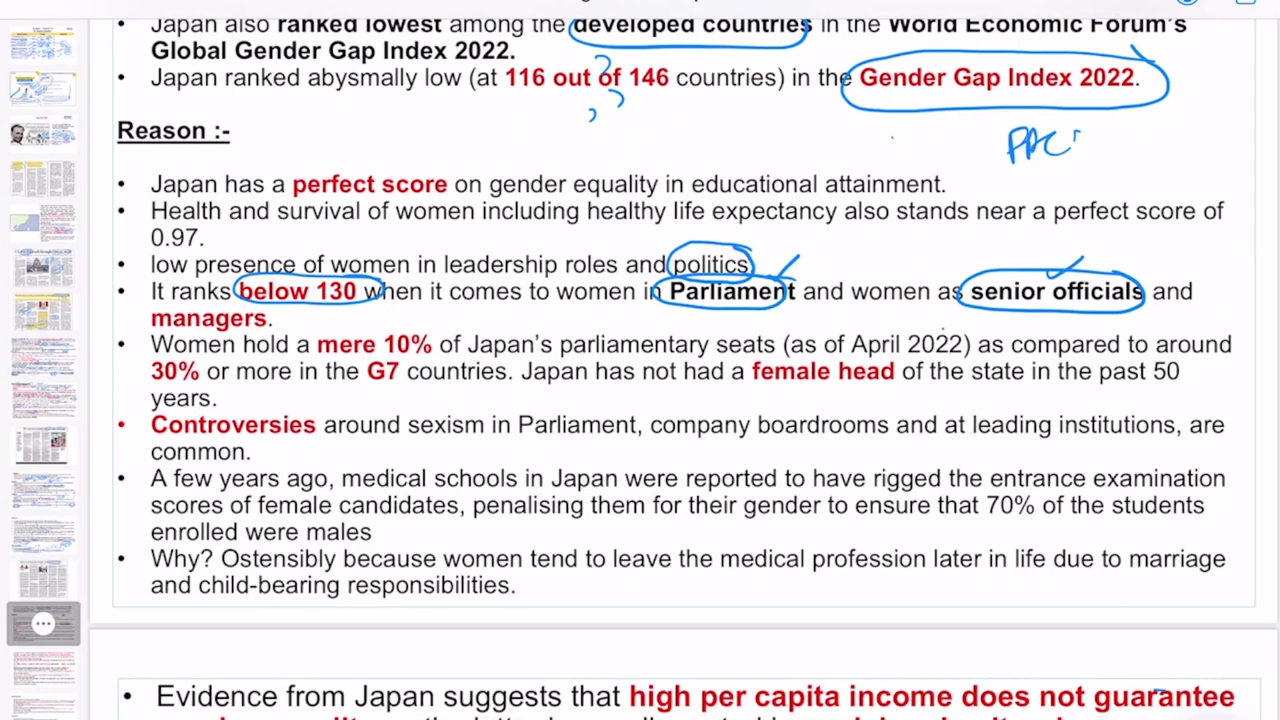 Japan also ranked lowest among the developed countries in the World Economic Forum's
Global Gender Gap Index 2022.
• Japan ranked abysmally low (at 116 out of 146 countries) in the Gender Gap Index 2022.
Reason :-
• Japan has a perfect score on gender equality in educational attainment.
• Health and survival of women including healthy life expectancy also stands near a perfect score of
0.97.
• low presence of women in leadership roles and politics
• It ranks below 130 when it comes to women in Parliament and women as senior officials and
managers.
• Women hold a mere 10% of Japan's parliamentary seats (as of April 2022) as compared to around
30% or more in the G7 countries. Japan has not had a female head of the state in the past 50
years.
• Controversies around sexism in Parliament, company boardrooms and at leading institutions, are
common.
• A few years ago, medical schools in Japan were reported to have rigged the entrance examination
scores of female candidates, penalising them for their gender to ensure that 70% of the students
enrolled were males
• Why? Ostensibly because women tend to leave the medical profession later in life due to marriage
and child-bearing responsibilities.
• Evidence from Japan suggests that high per capita income does not guarantee